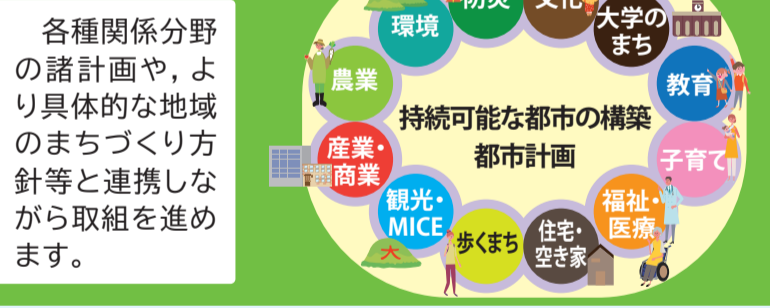 各種関係分野
の諸計画や，よ
り具体的な地域
のまちづくり方
針等と連携しな
がら取組を進め
ます。
環境
防災
文化
大学の
まち
農業
教育
持続可能な都市の構築
都市計画
産業・
商業
子育て
観光・
MICE
福祉・
医療
歩くまち
住宅・
空き家
大